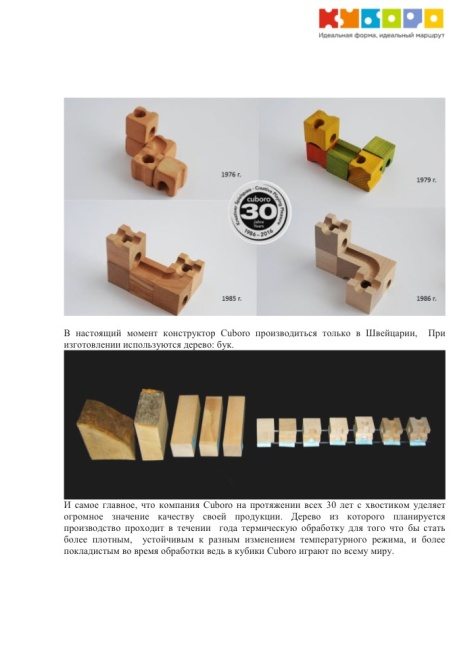 КУБОРО
Идеальная форма, идеальный маршрут
1976 г.
1979 г.
cuboro
30
Jahre
Years
1986 - 2016
1985 г.
1986 г.
В настоящий момент конструктор Cuboro производиться только в Швейцарии, При
изготовлении используются дерево: бук.
И самое главное, что компания Cuboro на протяжении всех 30 лет с хвостиком уделяет
огромное значение качеству своей продукции. Дерево из которого планируется
производство проходит в течении года термическую обработку для того что бы стать
более плотным, устойчивым к разным изменением температурного режима, и более
покладистым во время обработки ведь в кубики Cuboro играют по всему миру.